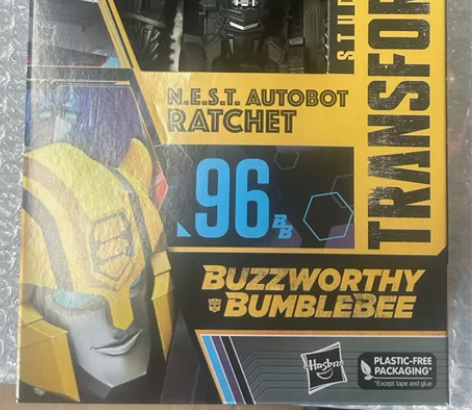 STUD
TRANSFOR
N.E.S.T. AUTOBOT
RATCHET
96
BB
BUZZWORTHY
BUMBLEBEE
Hasbro
PLASTIC-FREE
PACKAGING*
*Except tape and glue